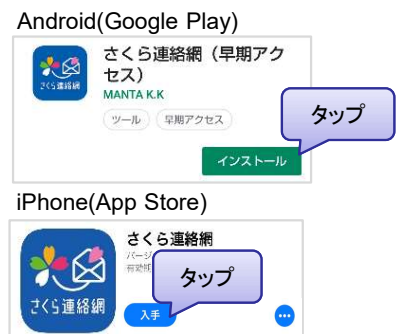 Android(Google Play)
さくら連絡網（早期アク
セス）
さくら連絡網
MANTA K.K
ツール
早期アクセス
タップ
インストール
iPhone(App Store)
さくら連絡網
さくら連絡網
タップ
入手